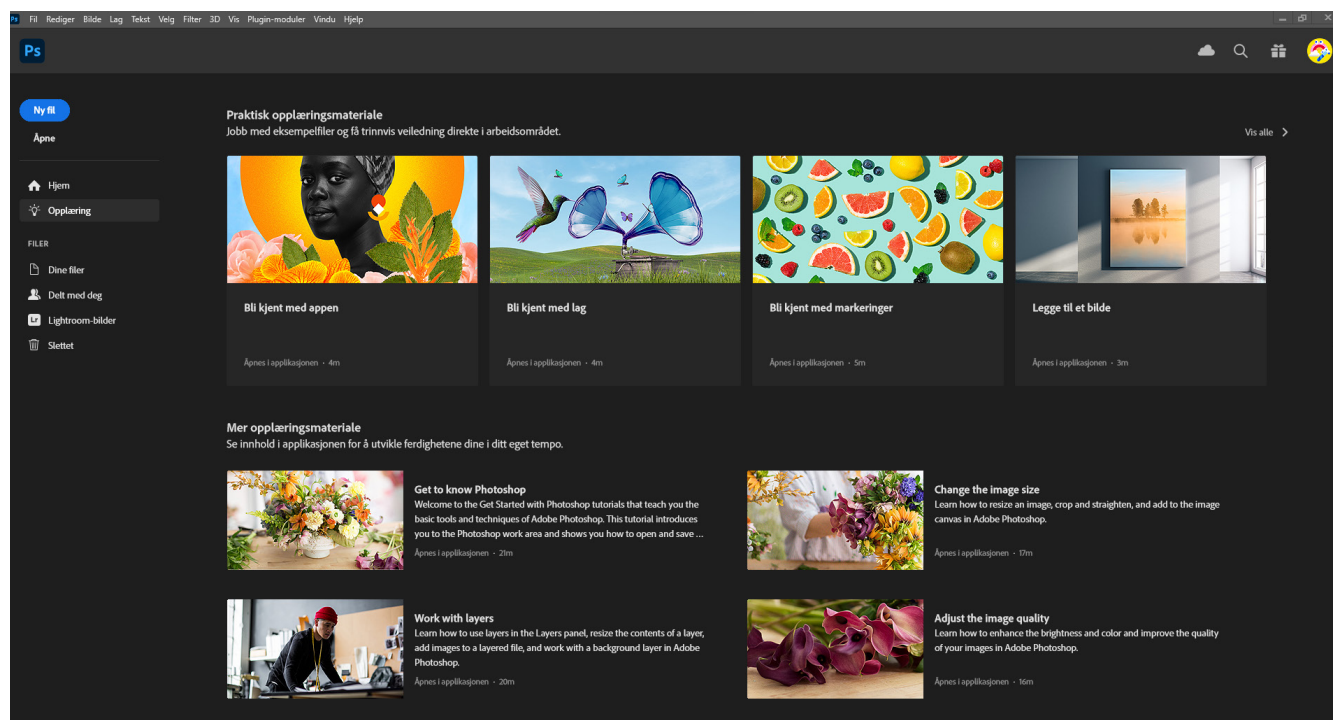 Ps Fil Rediger Bilde Lag Tekst Velg Filter 3D Vis Plugin-moduler Vindu Hjelp
Ps
Ny fil
Åpne
Hjem
Opplæring
FILER
Dine filer
Delt med deg
Lr Lightroom-bilder
Slettet
Praktisk opplæringsmateriale
Jobb med eksempelfiler og få trinnvis veiledning direkte i arbeidsområdet.
Vis alle
Bli kjent med appen
Åpnes i applikasjonen • 4m
Bli kjent med lag
Åpnes i applikasjonen • 4m
Bli kjent med markeringer
Åpnes i applikasjonen • 5m
Legge til et bilde
Åpnes i applikasjonen • 3m
Mer opplæringsmateriale
Se innhold i applikasjonen for å utvikle ferdighetene dine i ditt eget tempo.
Get to know Photoshop
Welcome to the Get Started with Photoshop tutorials that teach you the
basic tools and techniques of Adobe Photoshop. This tutorial introduces
you to the Photoshop work area and shows you how to open and save ...
Åpnes i applikasjonen • 21m
Change the image size
Learn how to resize an image, crop and straighten, and add to the image
canvas in Adobe Photoshop.
Åpnes i applikasjonen • 17m
Work with layers
Learn how to use layers in the Layers panel, resize the contents of a layer,
add images to a layered file, and work with a background layer in Adobe
Photoshop.
Åpnes i applikasjonen • 20m
Adjust the image quality
Learn how to enhance the brightness and color and improve the quality
of your images in Adobe Photoshop.
Åpnes i applikasjonen • 16m